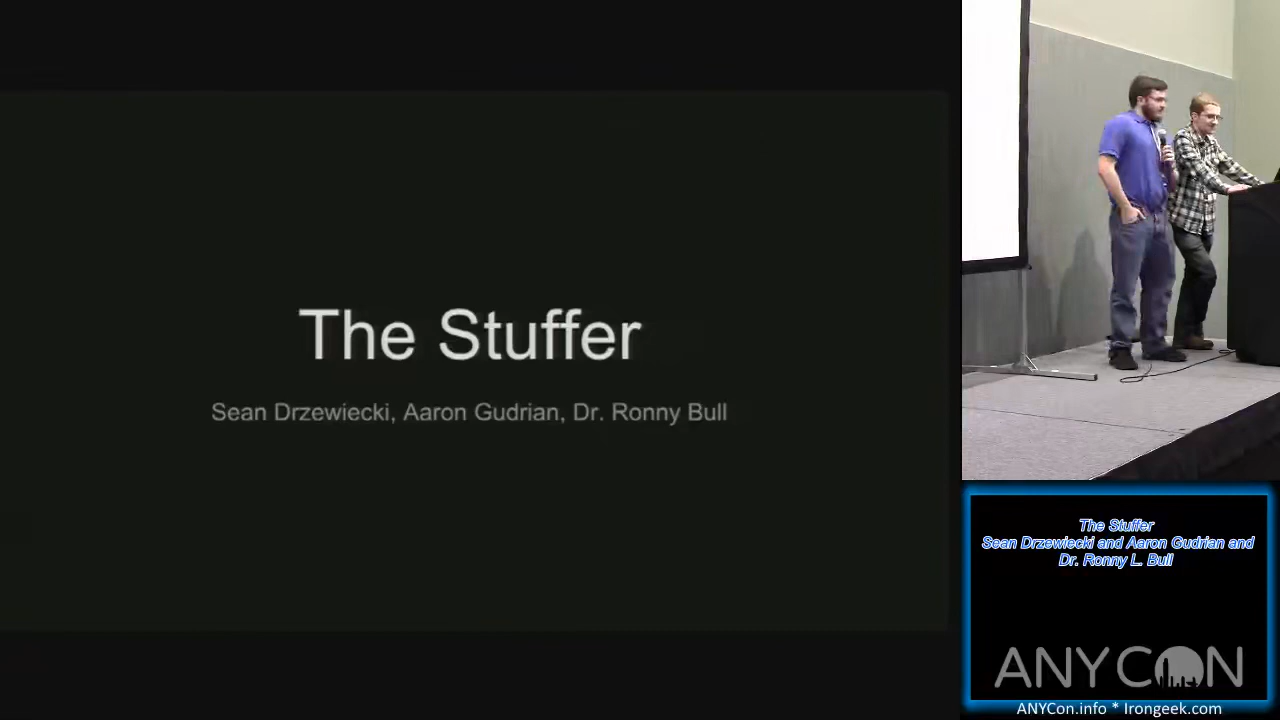 The Stuffer
Sean Drzewiecki, Aaron Gudrian, Dr. Ronny Bull
The Stuffer
Sean Drzewiecki and Aaron Gudrian and
Dr. Ronny L. Bull
ANYCON
ANYCon.info * Irongeek.com